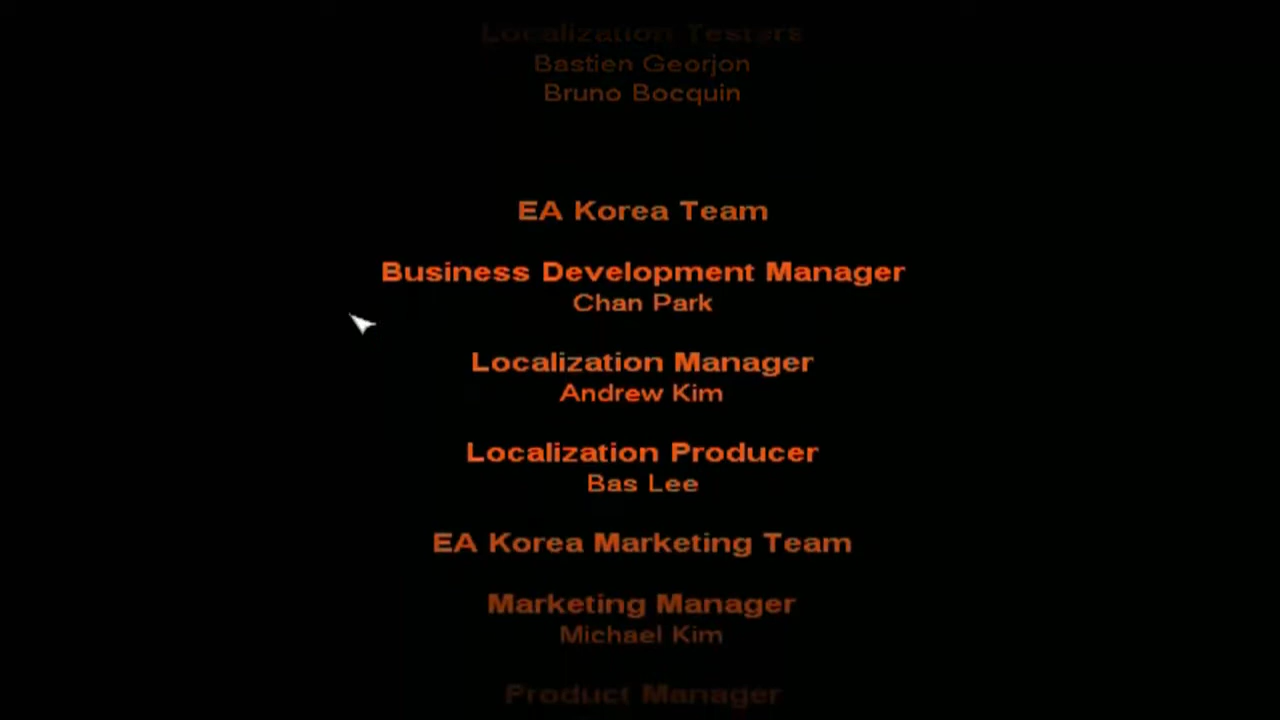 Localization Testers
Bastien Georjon
Bruno Bocquin
EA Korea Team
Business Development Manager
Chan Park
Localization Manager
Andrew Kim
Localization Producer
Bas Lee
EA Korea Marketing Team
Marketing Manager
Michael Kim
Product Manager